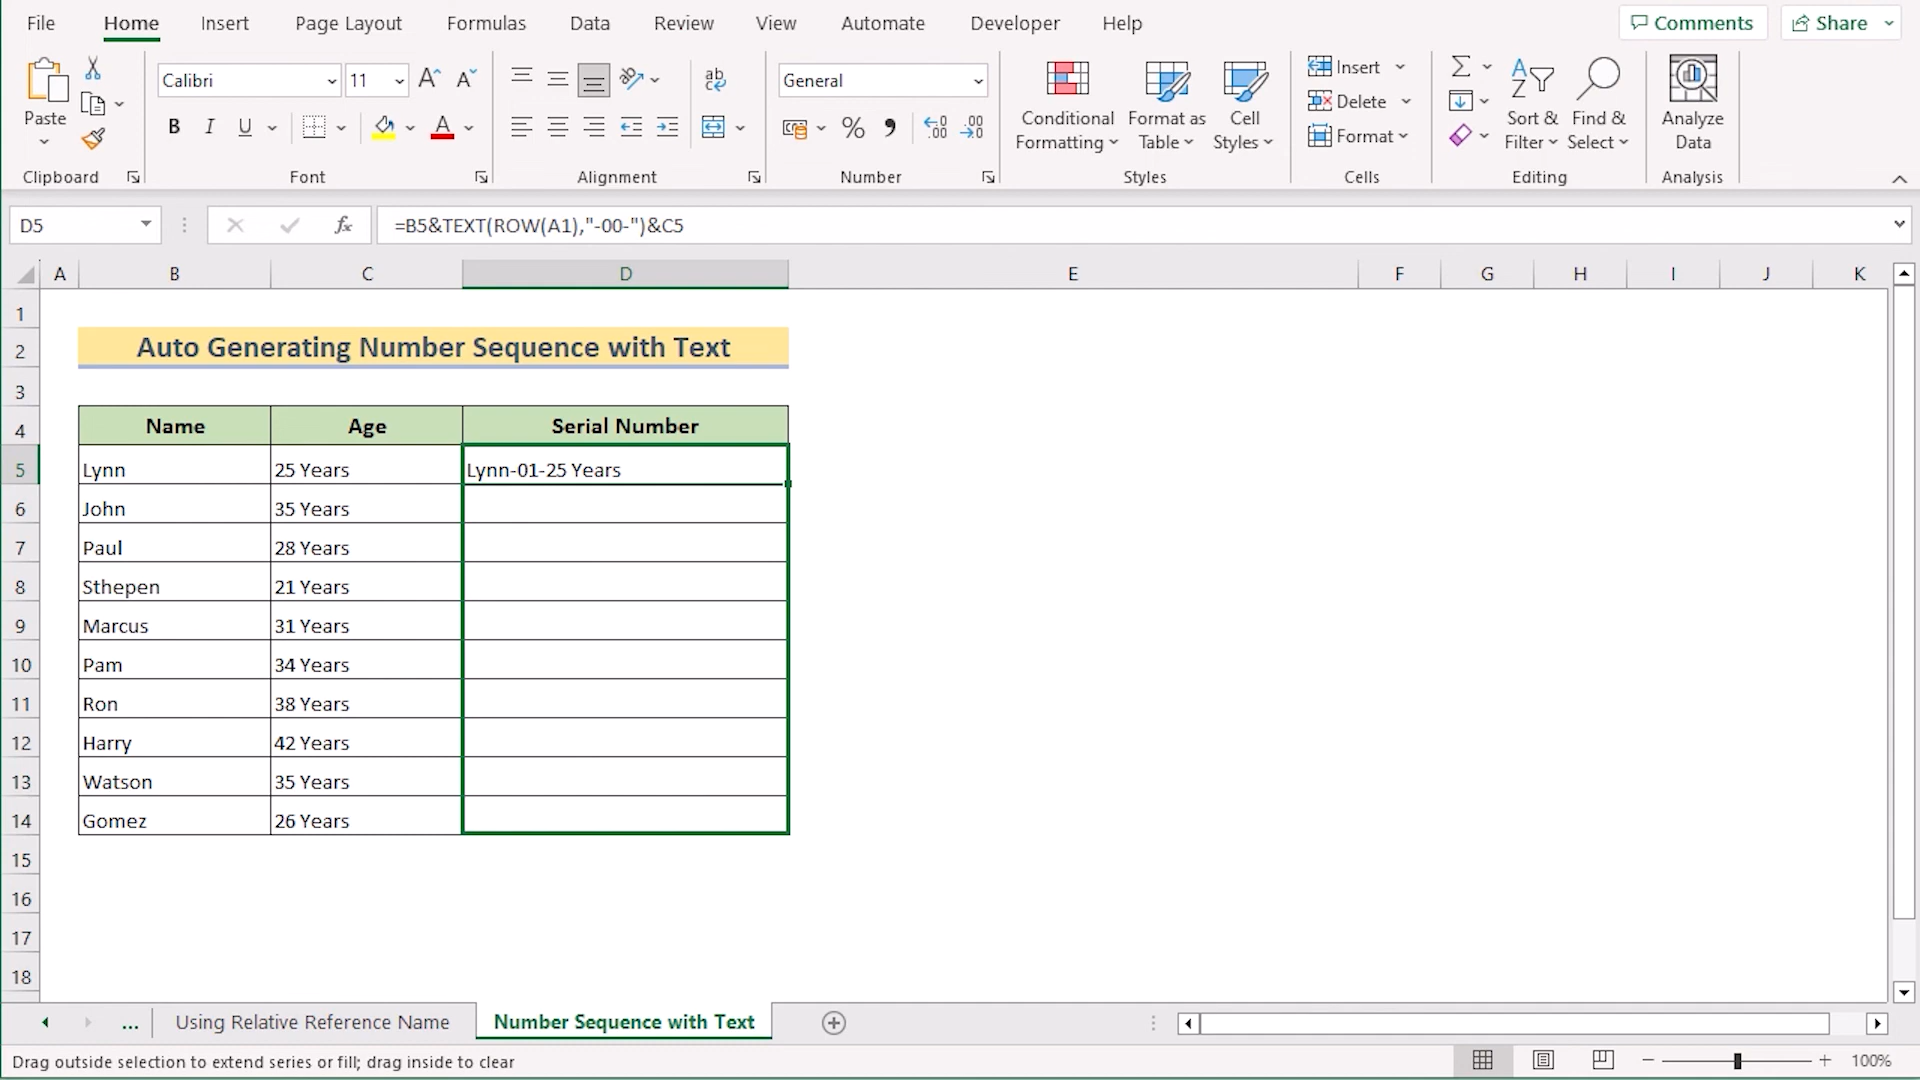 File Home Insert Page Layout Formulas Data Review View Automate Developer Help Comments Share
Calibri 11 General
Paste
Conditional Formatting
Format as Table
Cell Styles
Insert
Delete
Format
Sort & Filter
Find & Select
Analyze Data
Clipboard Font Alignment Number Styles Cells Editing Analysis
D5 fx =B5&TEXT(ROW(A1),"-00-")&C5
A B C D E F G H I J K
1
2 Auto Generating Number Sequence with Text
3
4 Name Age Serial Number
5 Lynn 25 Years Lynn-01-25 Years
6 John 35 Years
7 Paul 28 Years
8 Sthepen 21 Years
9 Marcus 31 Years
10 Pam 34 Years
11 Ron 38 Years
12 Harry 42 Years
13 Watson 35 Years
14 Gomez 26 Years
15
16
17
18
... Using Relative Reference Name Number Sequence with Text
Drag outside selection to extend series or fill; drag inside to clear 100%